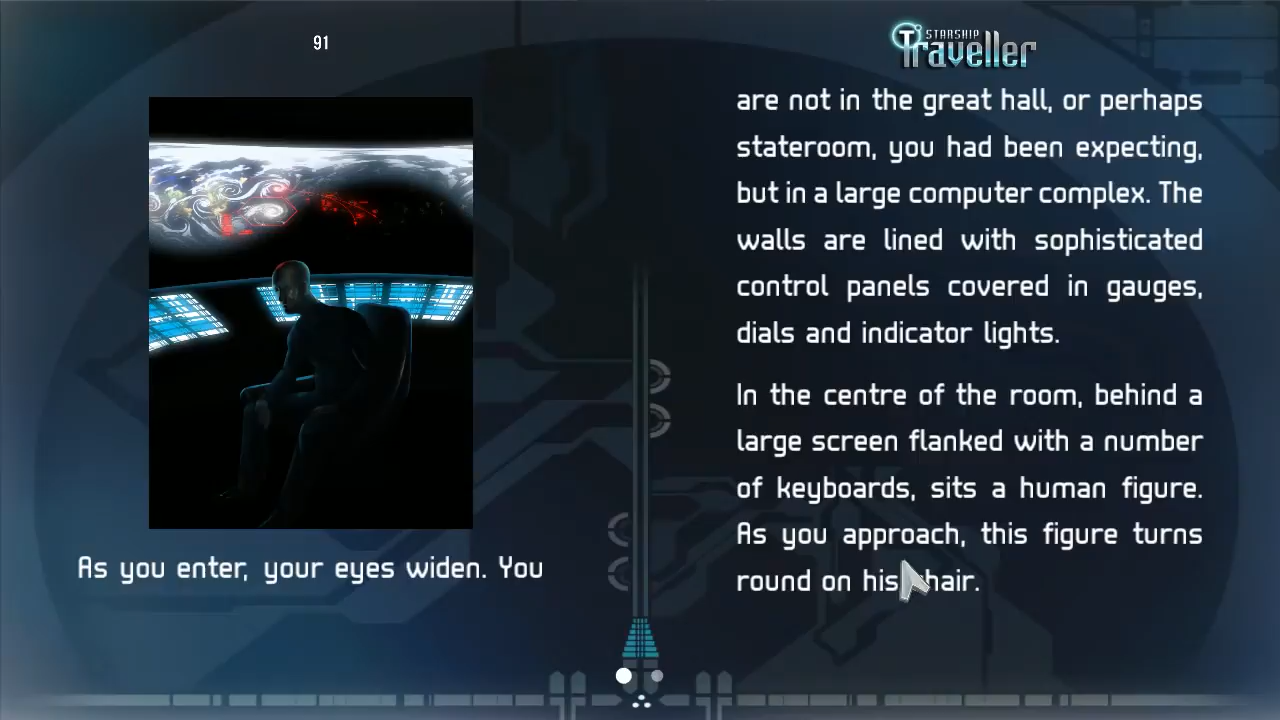 91
STARSHIP
Traveller
As you enter, your eyes widen. You
are not in the great hall, or perhaps
stateroom, you had been expecting,
but in a large computer complex. The
walls are lined with sophisticated
control panels covered in gauges,
dials and indicator lights.
In the centre of the room, behind a
large screen flanked with a number
of keyboards, sits a human figure.
As you approach, this figure turns
round on his chair.